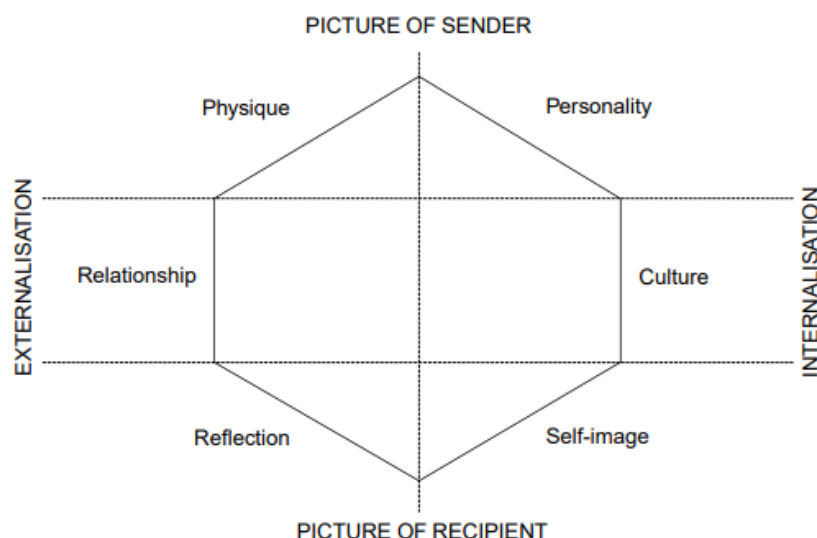 PICTURE OF SENDER
Physique
Personality
EXTERNALISATION
INTERNALISATION
Relationship
Culture
Reflection
Self-image
PICTURE OF RECIPIENT